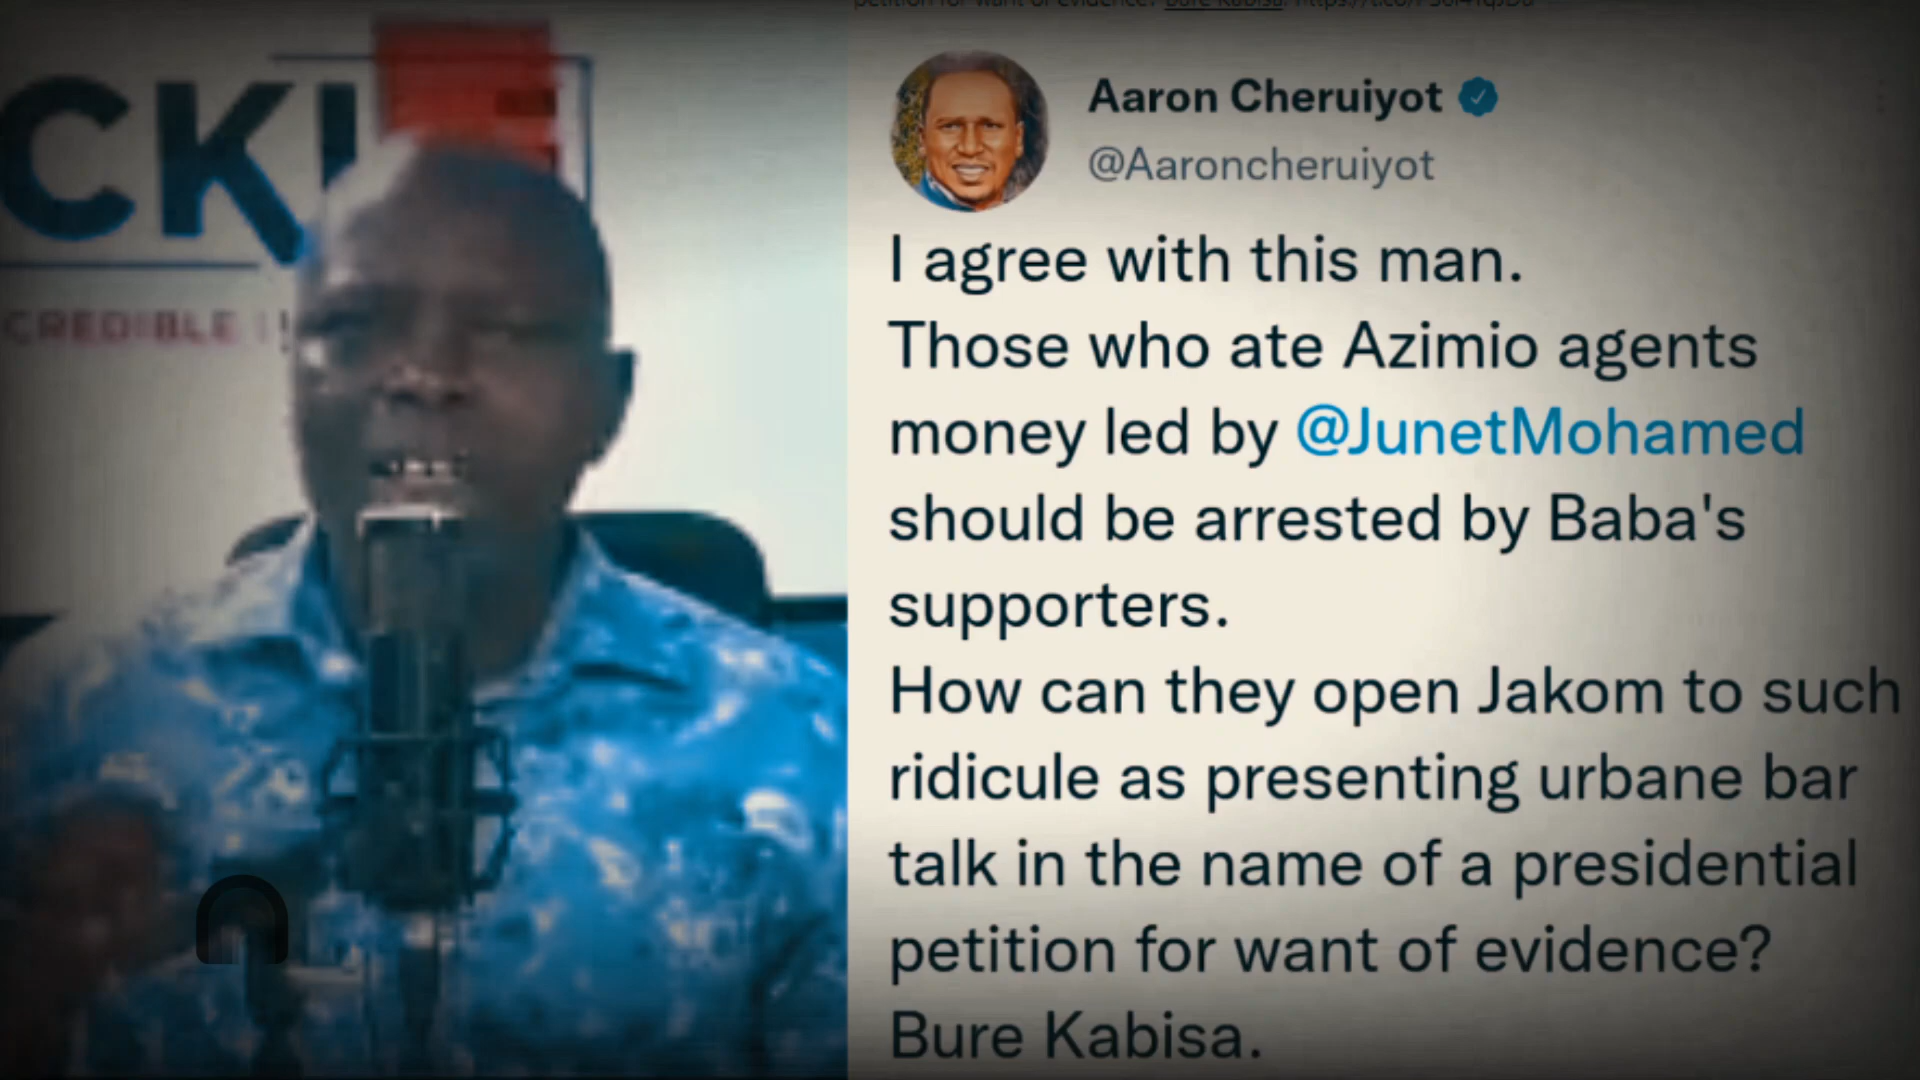 CK
CREDIBLE
Aaron Cheruiyot
@Aaroncheruiyot
I agree with this man.
Those who ate Azimio agents
money led by @JunetMohamed
should be arrested by Baba's
supporters.
How can they open Jakom to such
ridicule as presenting urbane bar
talk in the name of a presidential
petition for want of evidence?
Bure Kabisa.